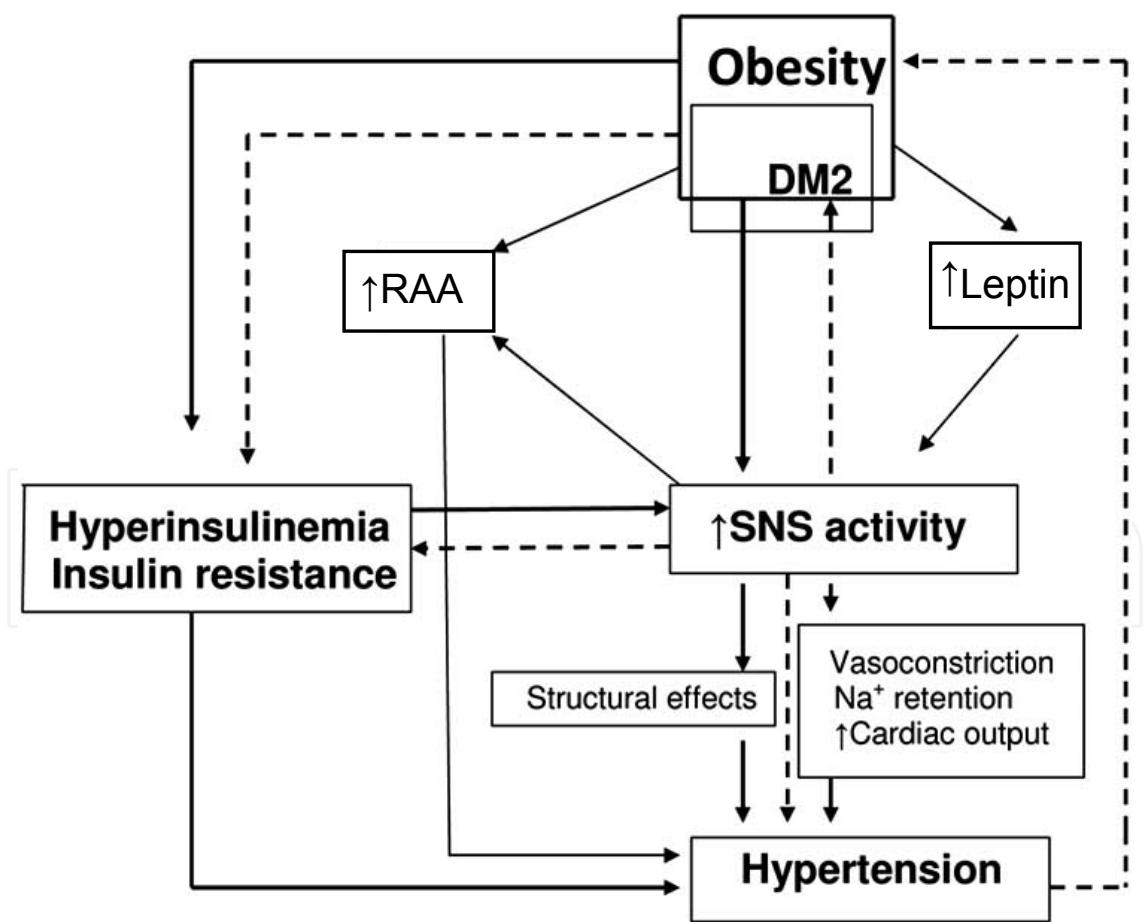 Obesity
DM2
↑RAA
↑Leptin
Hyperinsulinemia
Insulin resistance
↑SNS activity
Structural effects
Vasoconstriction
Na⁺ retention
↑Cardiac output
Hypertension